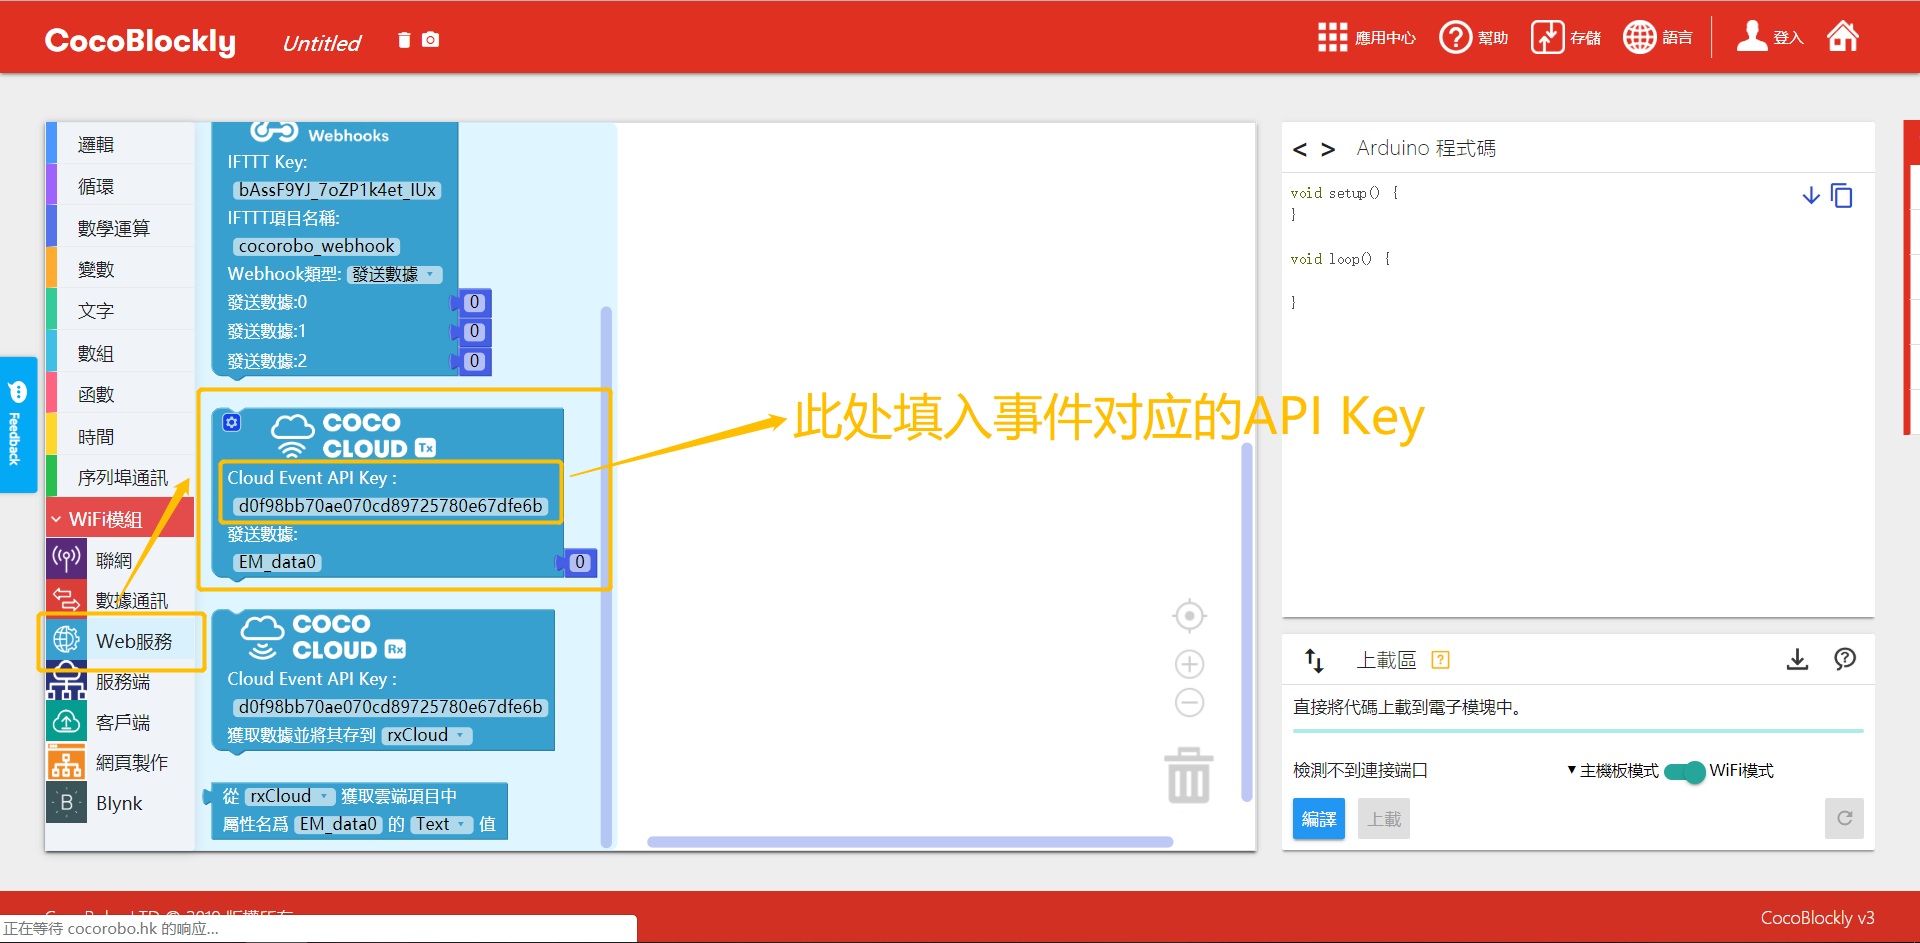 CocoBlockly
Untitled
應用中心
幫助
存儲
語言
登入
邏輯
循環
數學運算
變數
文字
數組
函數
時間
序列埠通訊
WiFi模組
聯網
數據通訊
Web服務
服務端
客戶端
網頁製作
Blynk
Feedback
Webhooks
IFTTT Key:
bAssF9YJ_7oZP1k4et_IUx
IFTTT項目名稱:
cocorobo_webhook
Webhook類型: 發送數據
發送數據:0 0
發送數據:1 0
發送數據:2 0
COCO
CLOUD Tx
Cloud Event API Key :
d0f98bb70ae070cd89725780e67dfe6b
發送數據:
EM_data0 0
COCO
CLOUD Rx
Cloud Event API Key :
d0f98bb70ae070cd89725780e67dfe6b
獲取數據並將其存到 rxCloud
從 rxCloud 獲取雲端項目中
屬性名爲 EM_data0 的 Text 值
此处填入事件对应的API Key
< > Arduino 程式碼
void setup() {
}
void loop() {
}
上載區 ?
直接將代碼上載到電子模塊中。
檢測不到連接端口
▼主機板模式 WiFi模式
編譯
上載
正在等待 cocorobo.hk 的响应...
CocoBlockly v3